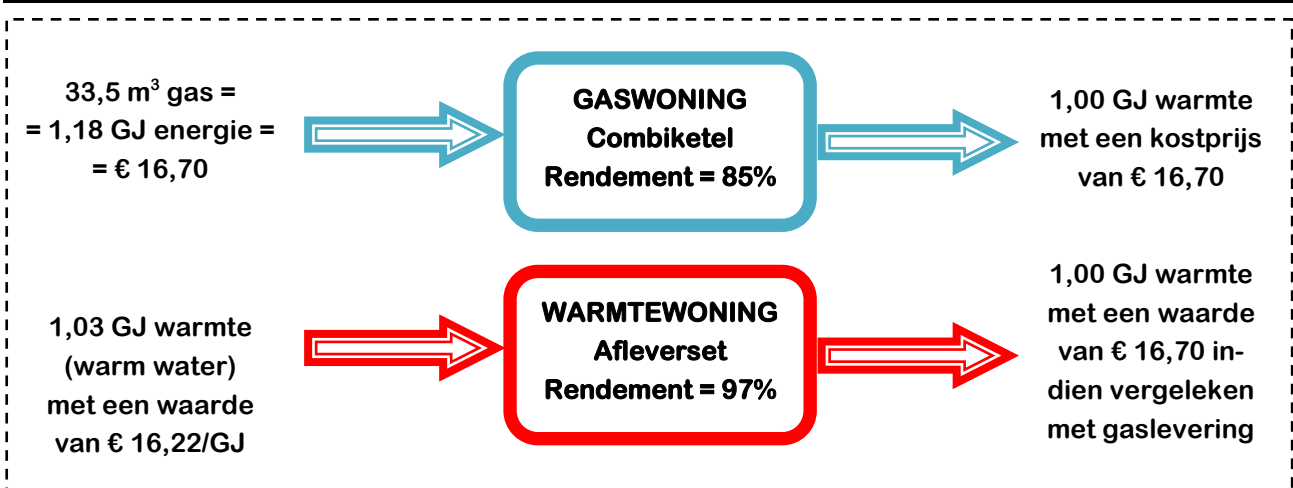 33,5 m³ gas =
= 1,18 GJ energie =
= € 16,70
GASWONING
Combiketel
Rendement = 85%
1,00 GJ warmte
met een kostprijs
van € 16,70
1,03 GJ warmte
(warm water)
met een waarde
van € 16,22/GJ
WARMTEWONING
Afleverset
Rendement = 97%
1,00 GJ warmte
met een waarde
van € 16,70 in-
dien vergeleken
met gaslevering